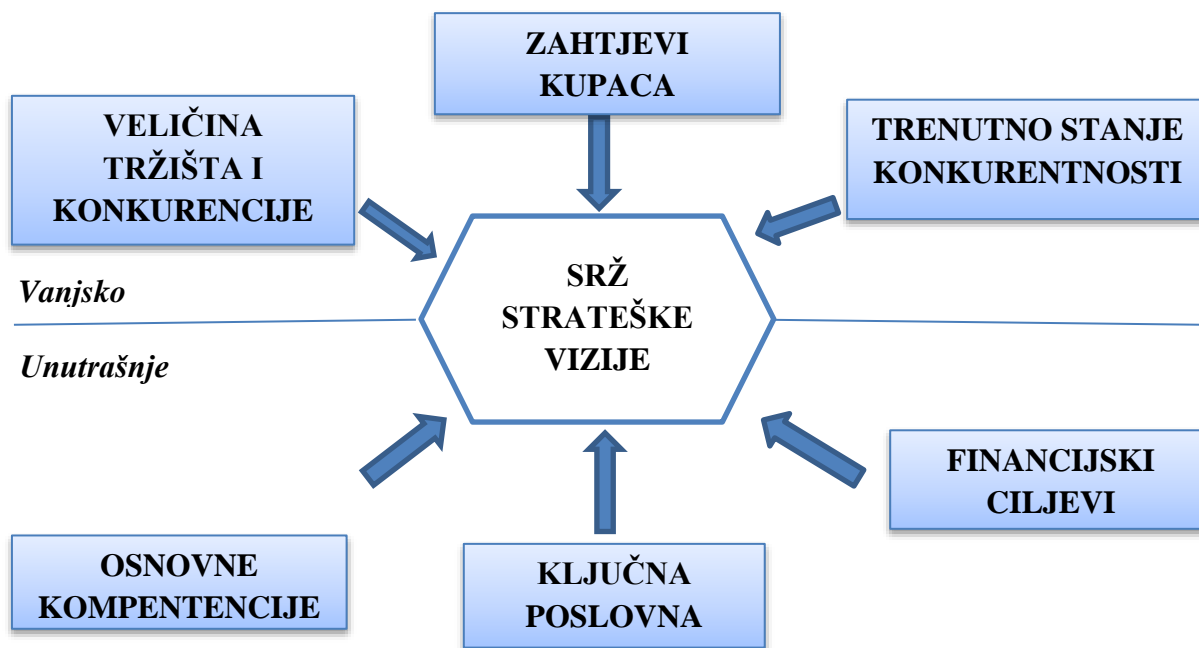 ZAHTJEVI
KUPACA
VELIČINA
TRŽIŠTA I
KONKURENCIJE
TRENUTNO STANJE
KONKURENTNOSTI
SRŽ
STRATEŠKE
VIZIJE
Vanjsko
Unutrašnje
FINANCIJSKI
CILJEVI
OSNOVNE
KOMPENTENCIJE
KLJUČNA
POSLOVNA